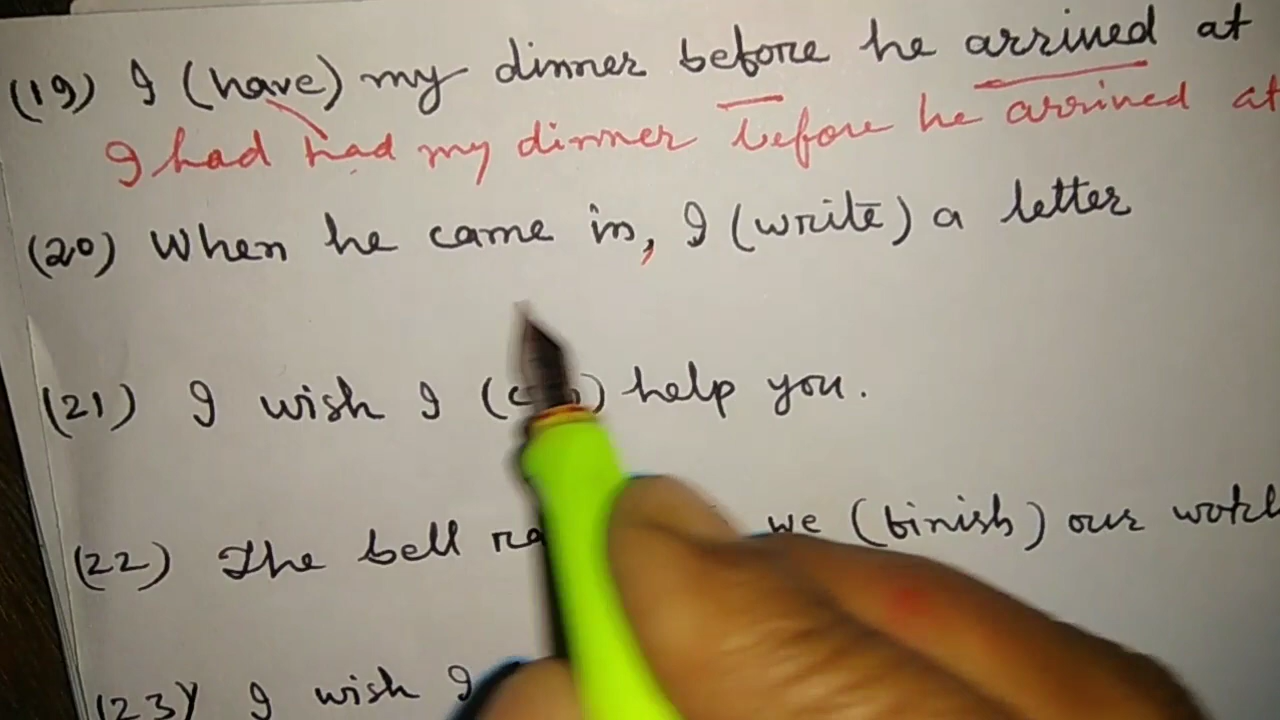 (19) I (have) my dinner before he arrived at
I had had my dinner before he arrived at
(20) When he came in, I (write) a letter
(21) I wish I () help you.
(22) The bell we (finish) our
(23) I wish I